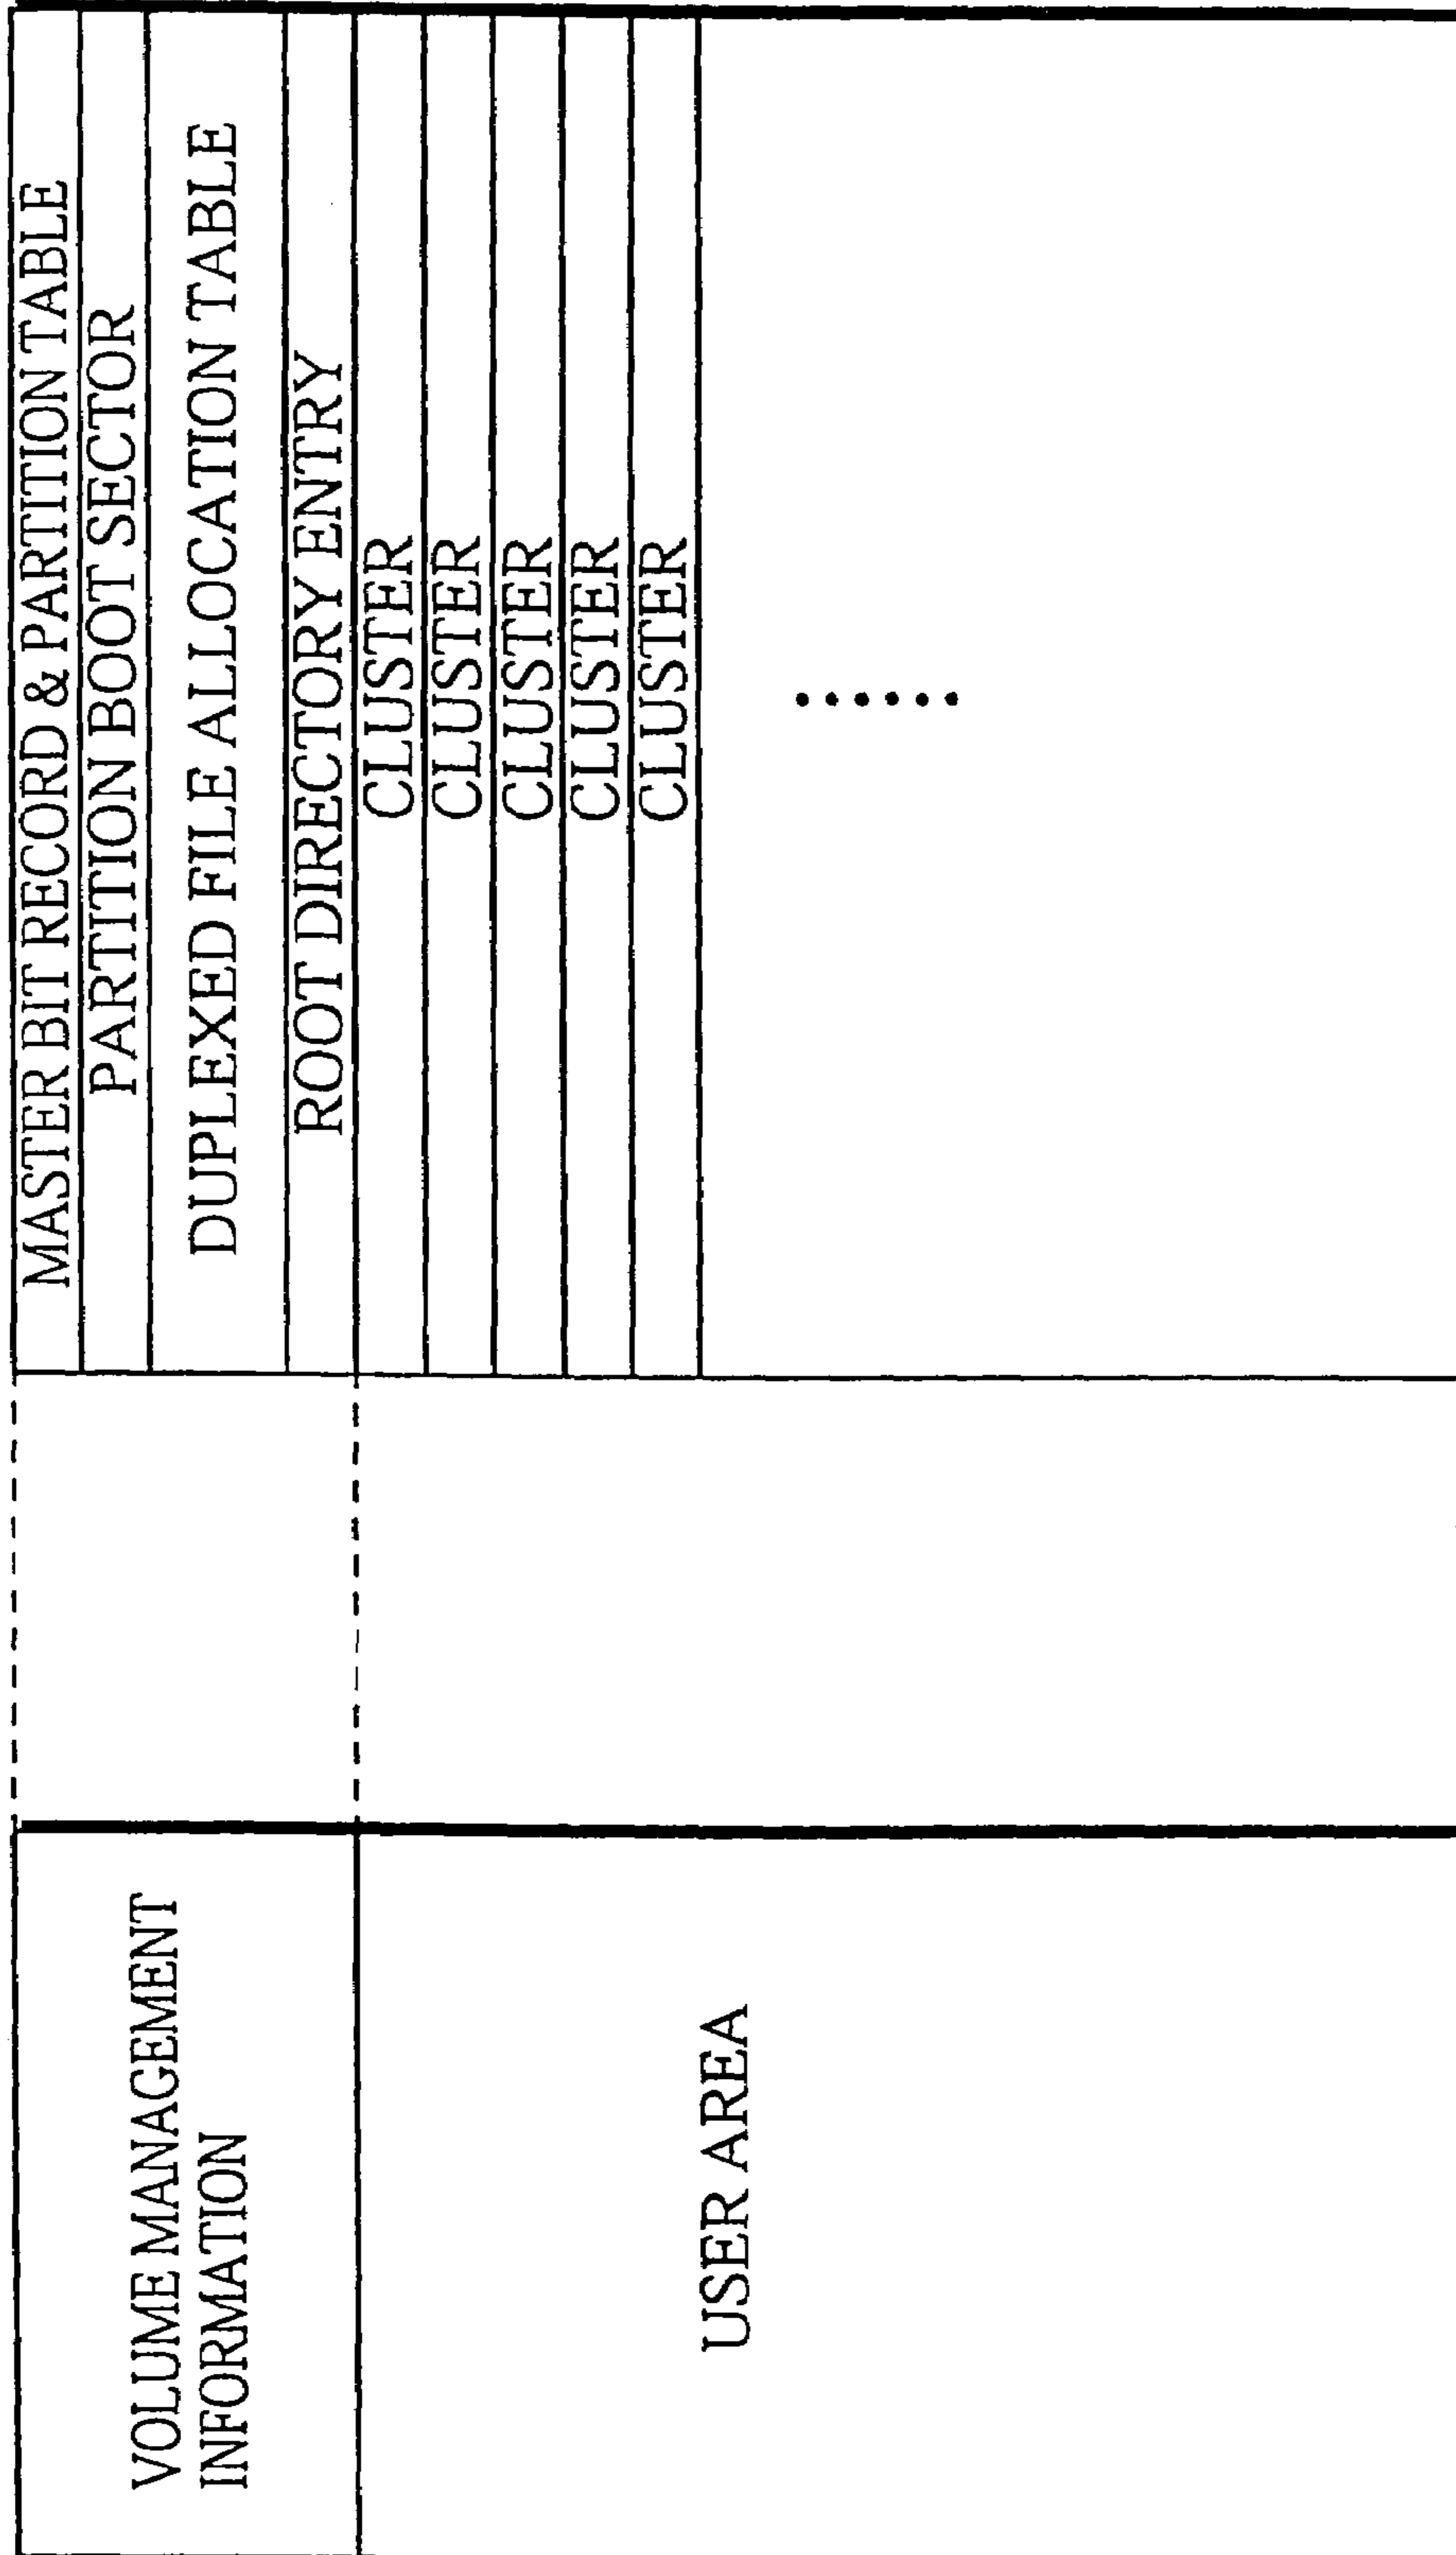 VOLUME MANAGEMENT
INFORMATION
USER AREA
MASTER BIT RECORD & PARTITION TABLE
PARTITION BOOT SECTOR
DUPLEXED FILE ALLOCATION TABLE
ROOT DIRECTORY ENTRY
CLUSTER
CLUSTER
CLUSTER
CLUSTER
CLUSTER
......